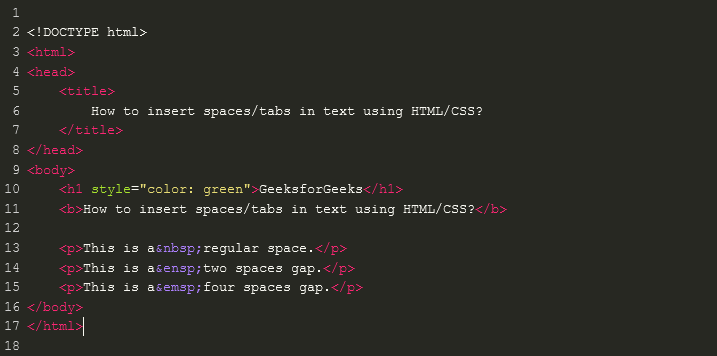 1
2 <!DOCTYPE html>
3 <html>
4 <head>
5     <title>
6         How to insert spaces/tabs in text using HTML/CSS?
7     </title>
8 </head>
9 <body>
10     <h1 style="color: green">GeeksforGeeks</h1>
11     <b>How to insert spaces/tabs in text using HTML/CSS?</b>
12
13     <p>This is a&nbsp;regular space.</p>
14     <p>This is a&ensp;two spaces gap.</p>
15     <p>This is a&emsp;four spaces gap.</p>
16 </body>
17 </html>
18